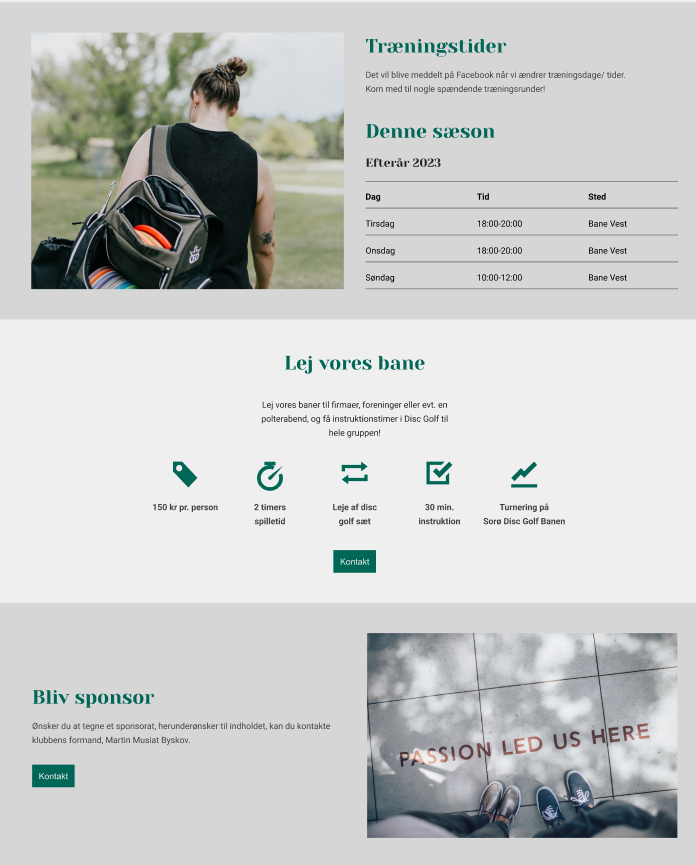 Træningstider
Det vil blive meddelt på Facebook når vi ændrer træningsdage/ tider.
Kom med til nogle spændende træningsrunder!
Denne sæson
Efterår 2023
Dag Tid Sted
Tirsdag 18:00-20:00 Bane Vest
Onsdag 18:00-20:00 Bane Vest
Søndag 10:00-12:00 Bane Vest
Lej vores bane
Lej vores baner til firmaer, foreninger eller evt. en
polterabend, og få instruktionstimer i Disc Golf til
hele gruppen!
150 kr pr. person
2 timers
spilletid
Leje af disc
golf sæt
30 min.
instruktion
Turnering på
Sorø Disc Golf Banen
Kontakt
Bliv sponsor
Ønsker du at tegne et sponsorat, herunderønsker til indholdet, kan du kontakte
klubbens formand, Martin Musiat Byskov.
Kontakt
PASSION LED US HERE